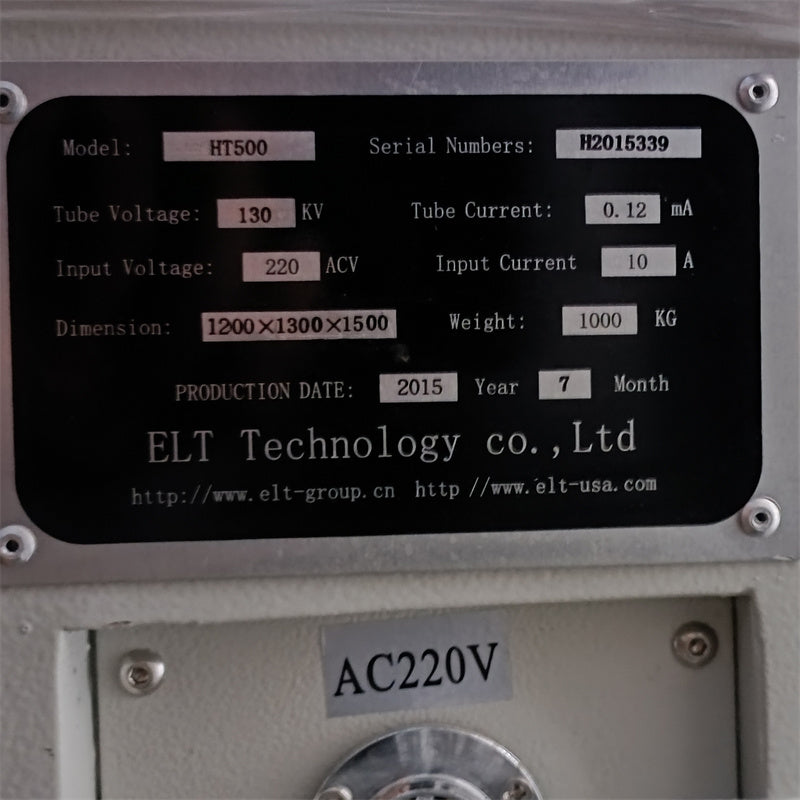 Model: HT500 Serial Numbers: H2015339
Tube Voltage: 130 KV Tube Current: 0.12 mA
Input Voltage: 220 ACV Input Current 10 A
Dimension: 1200×1300×1500 Weight: 1000 KG
PRODUCTION DATE: 2015 Year 7 Month
ELT Technology co.,Ltd
http://www.elt-group.cn http //www.elt-usa.com
AC220V